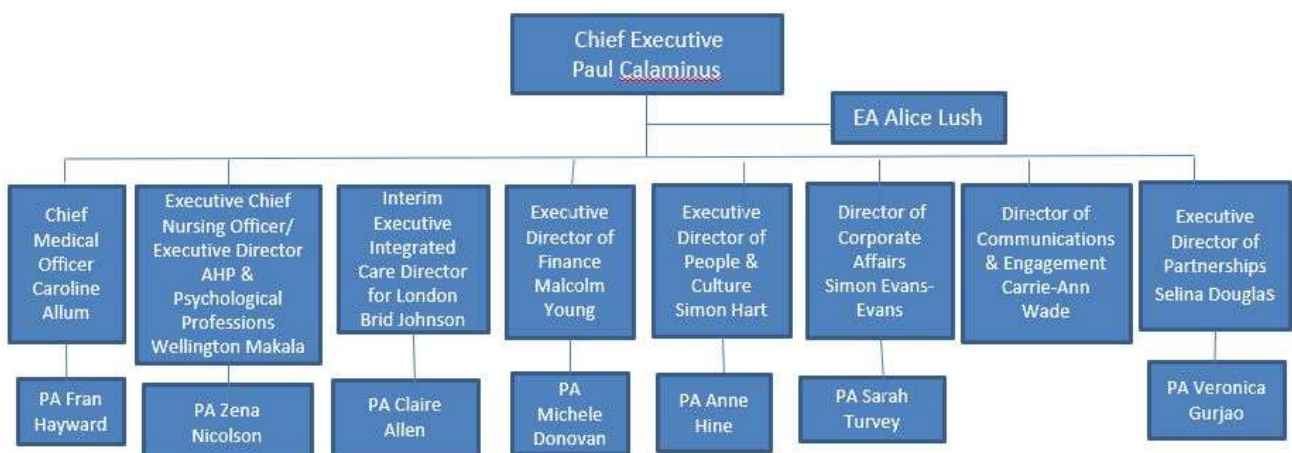 Chief Executive
Paul Calaminus
EA Alice Lush
Chief
Medical
Officer
Caroline
Allum
Executive Chief
Nursing Officer/
Executive Director
AHP &
Psychological
Professions
Wellington Makala
Interim
Executive
Integrated
Care Director
for London
Brid Johnson
Executive
Director of
Finance
Malcolm
Young
Executive
Director of
People &
Culture
Simon Hart
Director of
Corporate
Affairs
Simon Evans-
Evans
Director of
Communications
& Engagement
Carrie-Ann
Wade
Executive
Director of
Partnerships
Selina Douglas
PA Fran
Hayward
PA Zena
Nicolson
PA Claire
Allen
PA
Michele
Donovan
PA Anne
Hine
PA Sarah
Turvey
PA Veronica
Gurjao